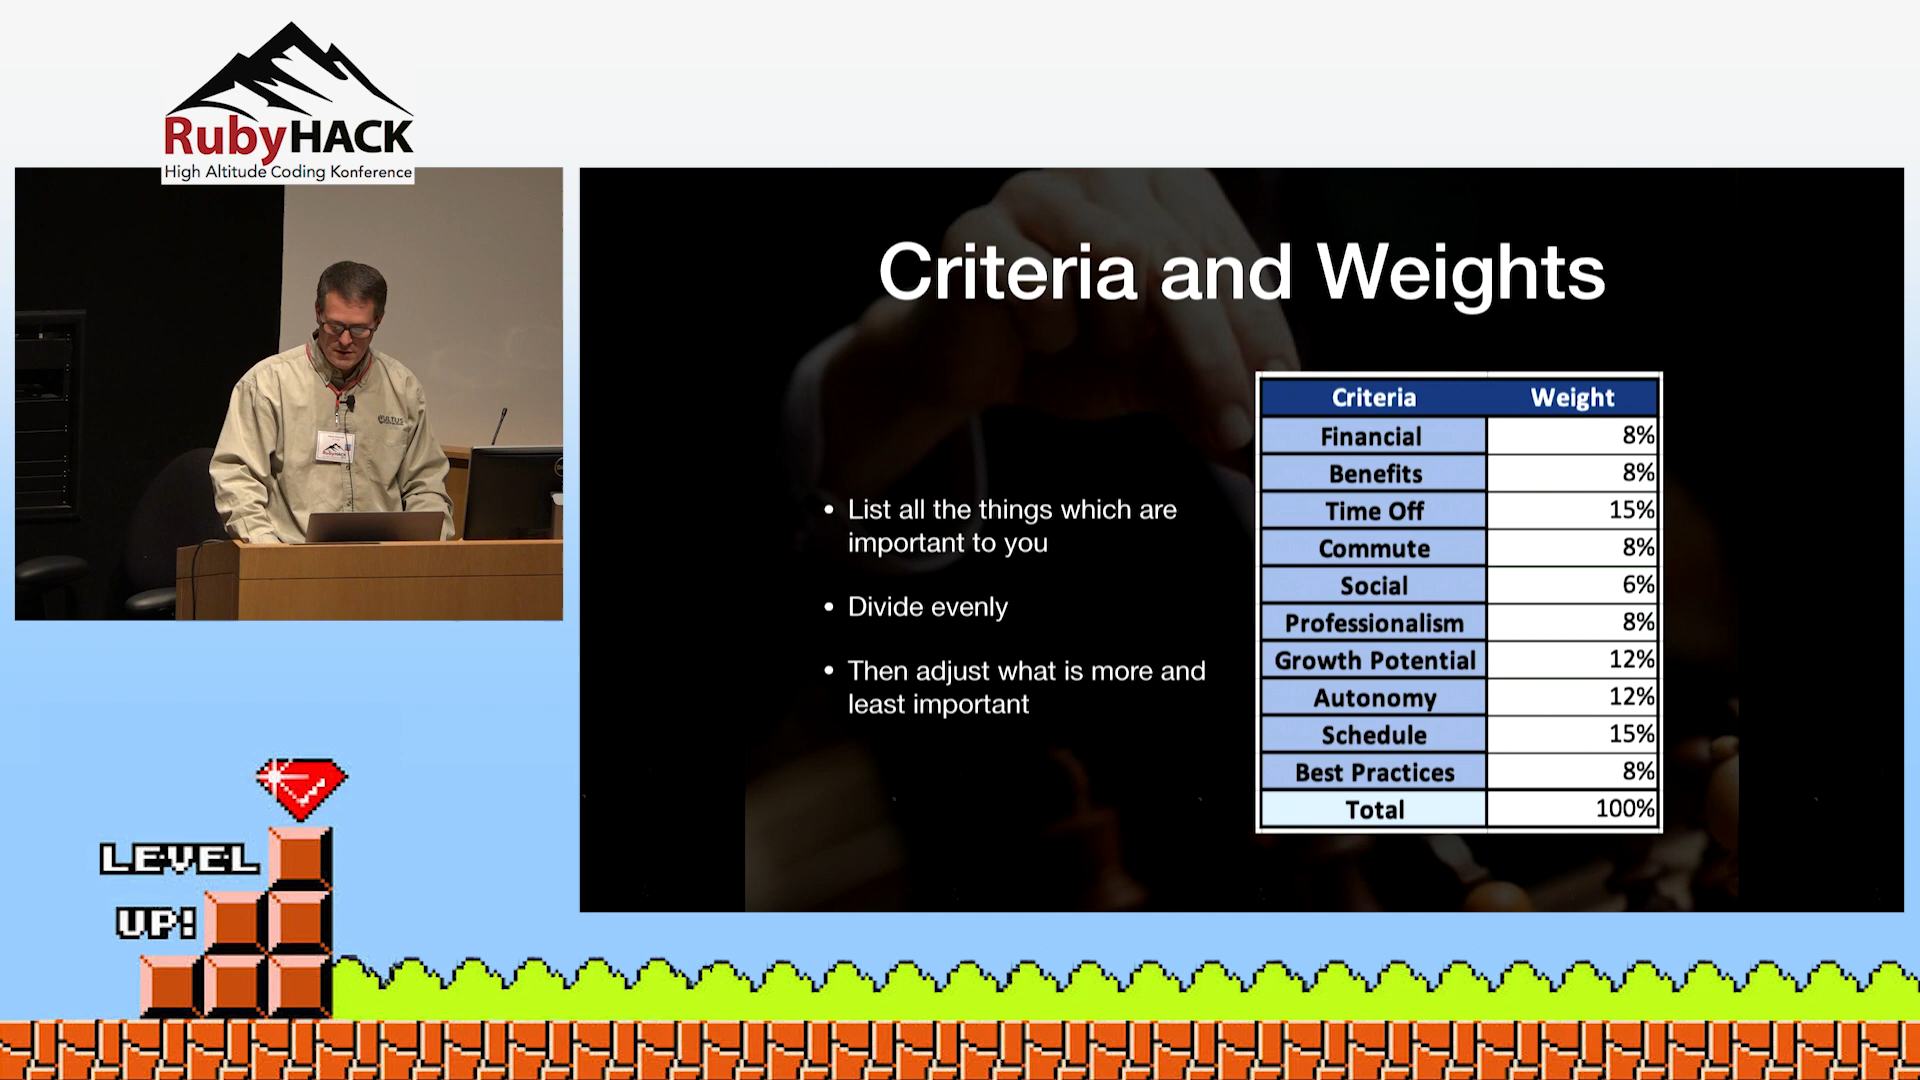 RubyHACK
High Altitude Coding Konference
Criteria and Weights
• List all the things which are
important to you
• Divide evenly
• Then adjust what is more and
least important
Criteria Weight
Financial 8%
Benefits 8%
Time Off 15%
Commute 8%
Social 6%
Professionalism 8%
Growth Potential 12%
Autonomy 12%
Schedule 15%
Best Practices 8%
Total 100%
LEVEL
UP!